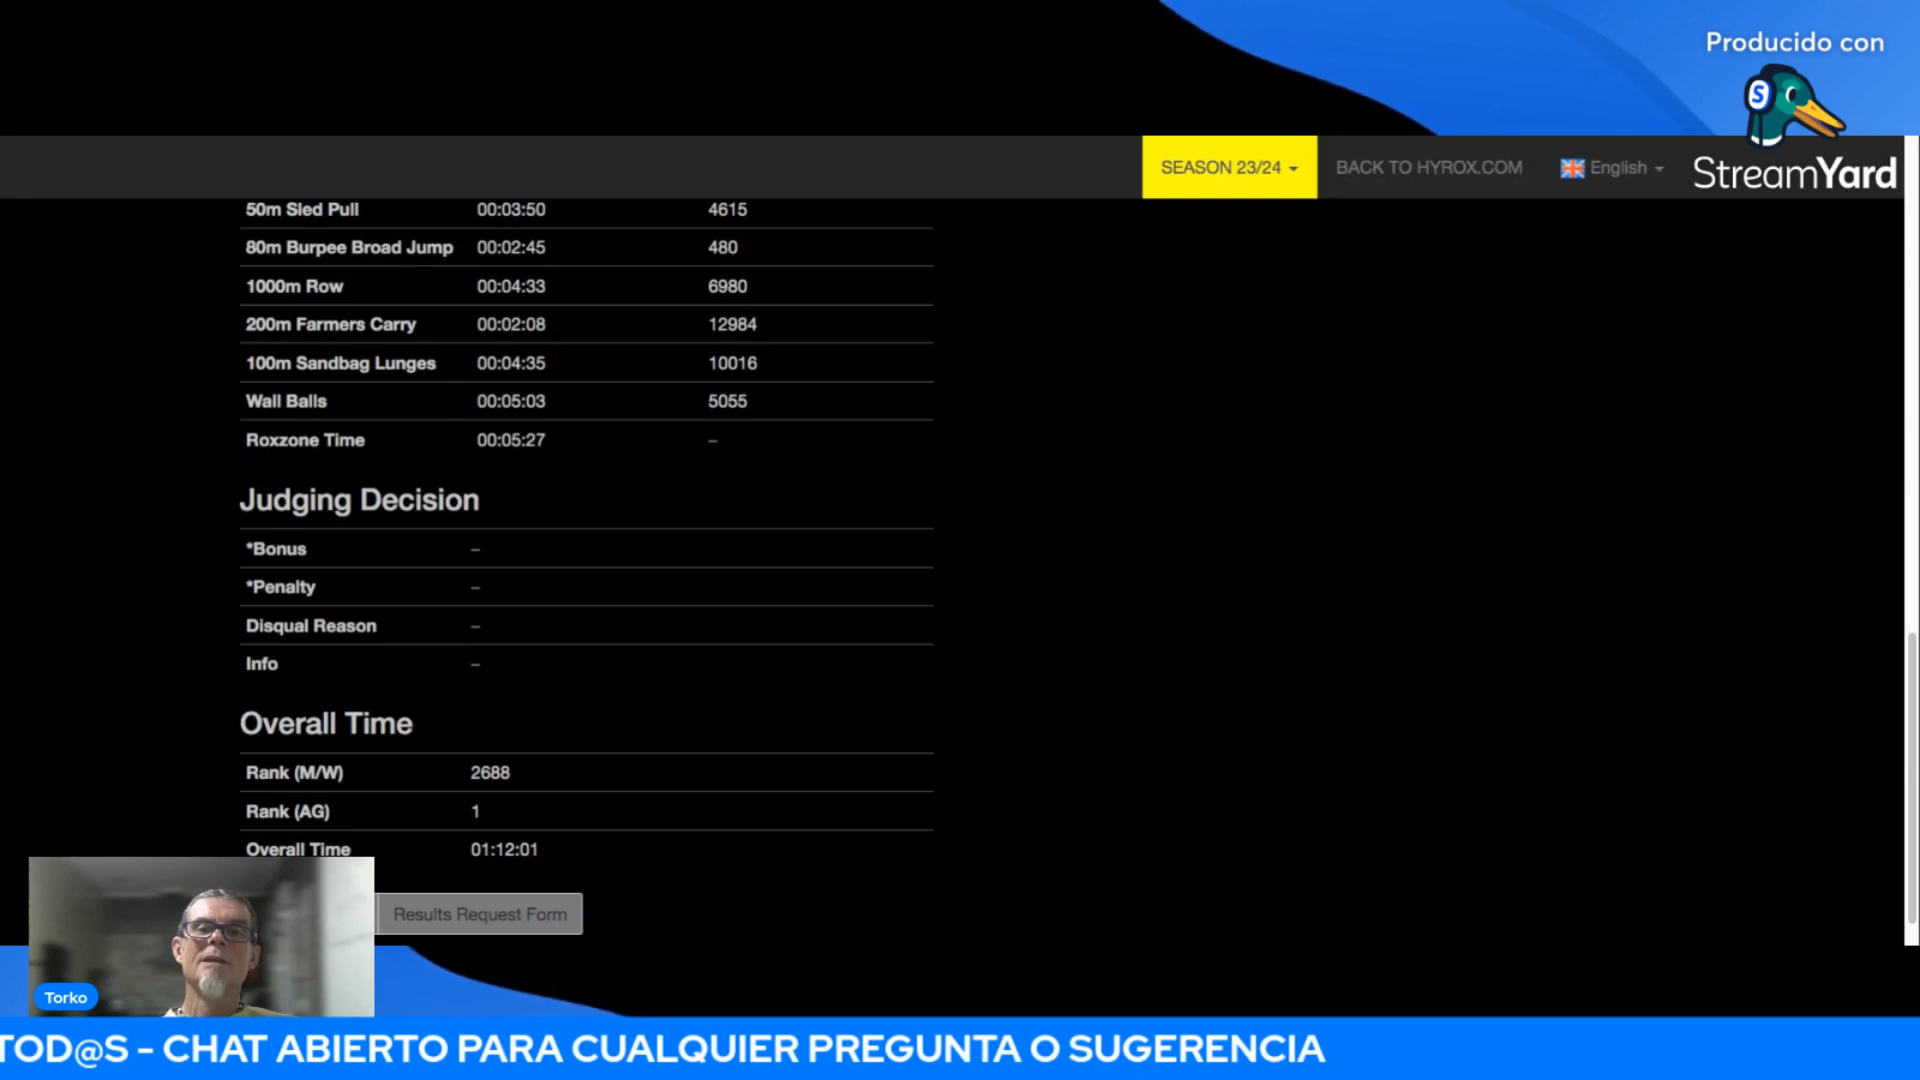 Producido con
StreamYard
SEASON 23/24 BACK TO HYROX.COM English
50m Sled Pull 00:03:50 4615
80m Burpee Broad Jump 00:02:45 480
1000m Row 00:04:33 6980
200m Farmers Carry 00:02:08 12984
100m Sandbag Lunges 00:04:35 10016
Wall Balls 00:05:03 5055
Roxzone Time 00:05:27 –
Judging Decision
*Bonus –
*Penalty –
Disqual Reason –
Info –
Overall Time
Rank (M/W) 2688
Rank (AG) 1
Overall Time 01:12:01
Results Request Form
Torko
TOD@S - CHAT ABIERTO PARA CUALQUIER PREGUNTA O SUGERENCIA